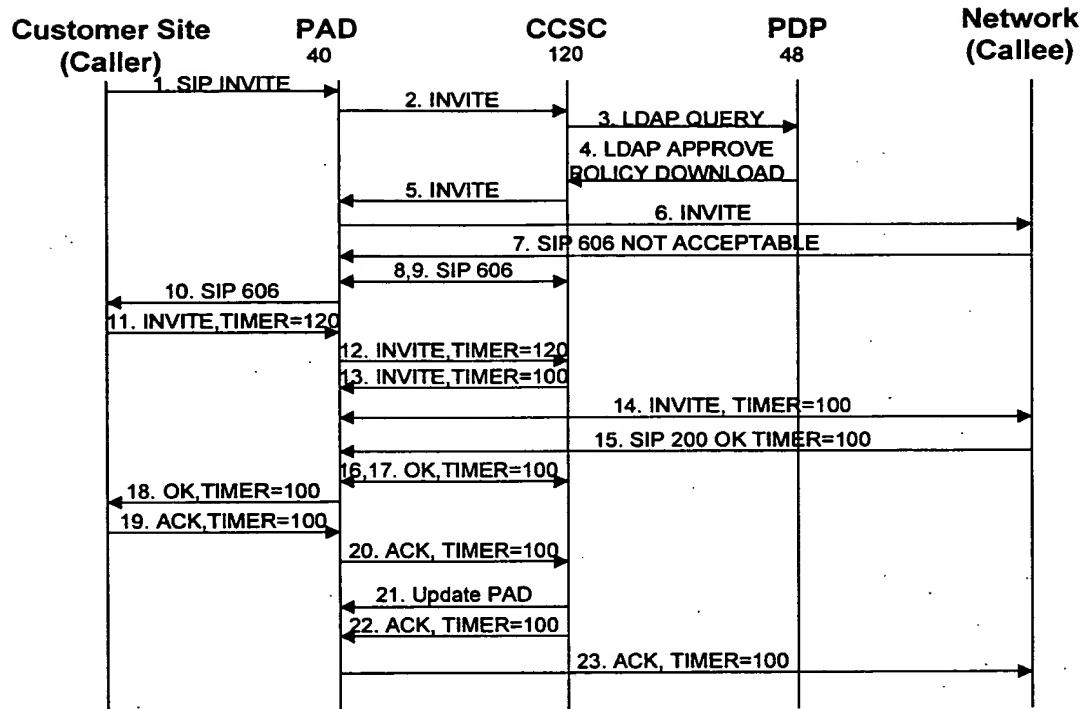 Customer Site
(Caller)
PAD
40
CCSC
120
PDP
48
Network
(Callee)
1. SIP INVITE
2. INVITE
3. LDAP QUERY
4. LDAP APPROVE
POLICY DOWNLOAD
5. INVITE
6. INVITE
7. SIP 606 NOT ACCEPTABLE
8,9. SIP 606
10. SIP 606
11. INVITE,TIMER=120
12. INVITE,TIMER=120
13. INVITE,TIMER=100
14. INVITE, TIMER=100
15. SIP 200 OK TIMER=100
16,17. OK,TIMER=100
18. OK,TIMER=100
19. ACK,TIMER=100
20. ACK, TIMER=100
21. Update PAD
22. ACK, TIMER=100
23. ACK, TIMER=100